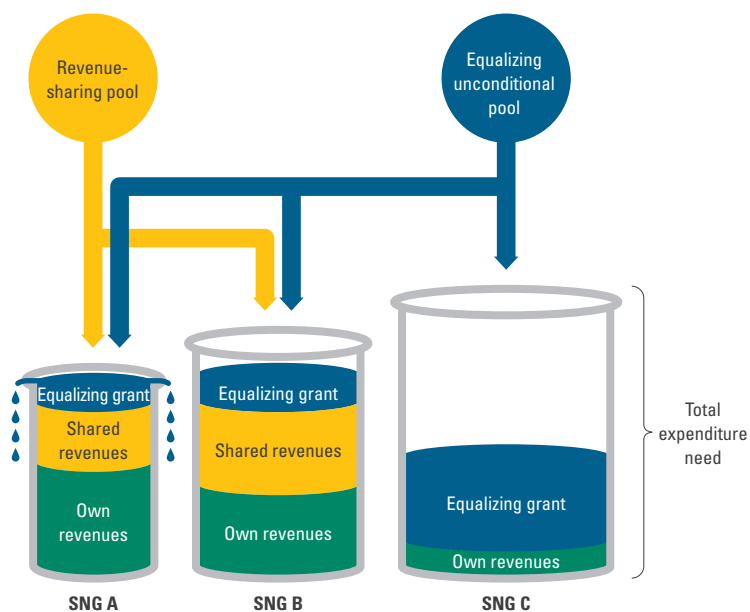 Revenue-
sharing pool
Equalizing
unconditional
pool
Equalizing grant
Shared
revenues
Own
revenues
SNG A
Equalizing grant
Shared revenues
Own revenues
SNG B
Equalizing grant
Own revenues
SNG C
Total
expenditure
need